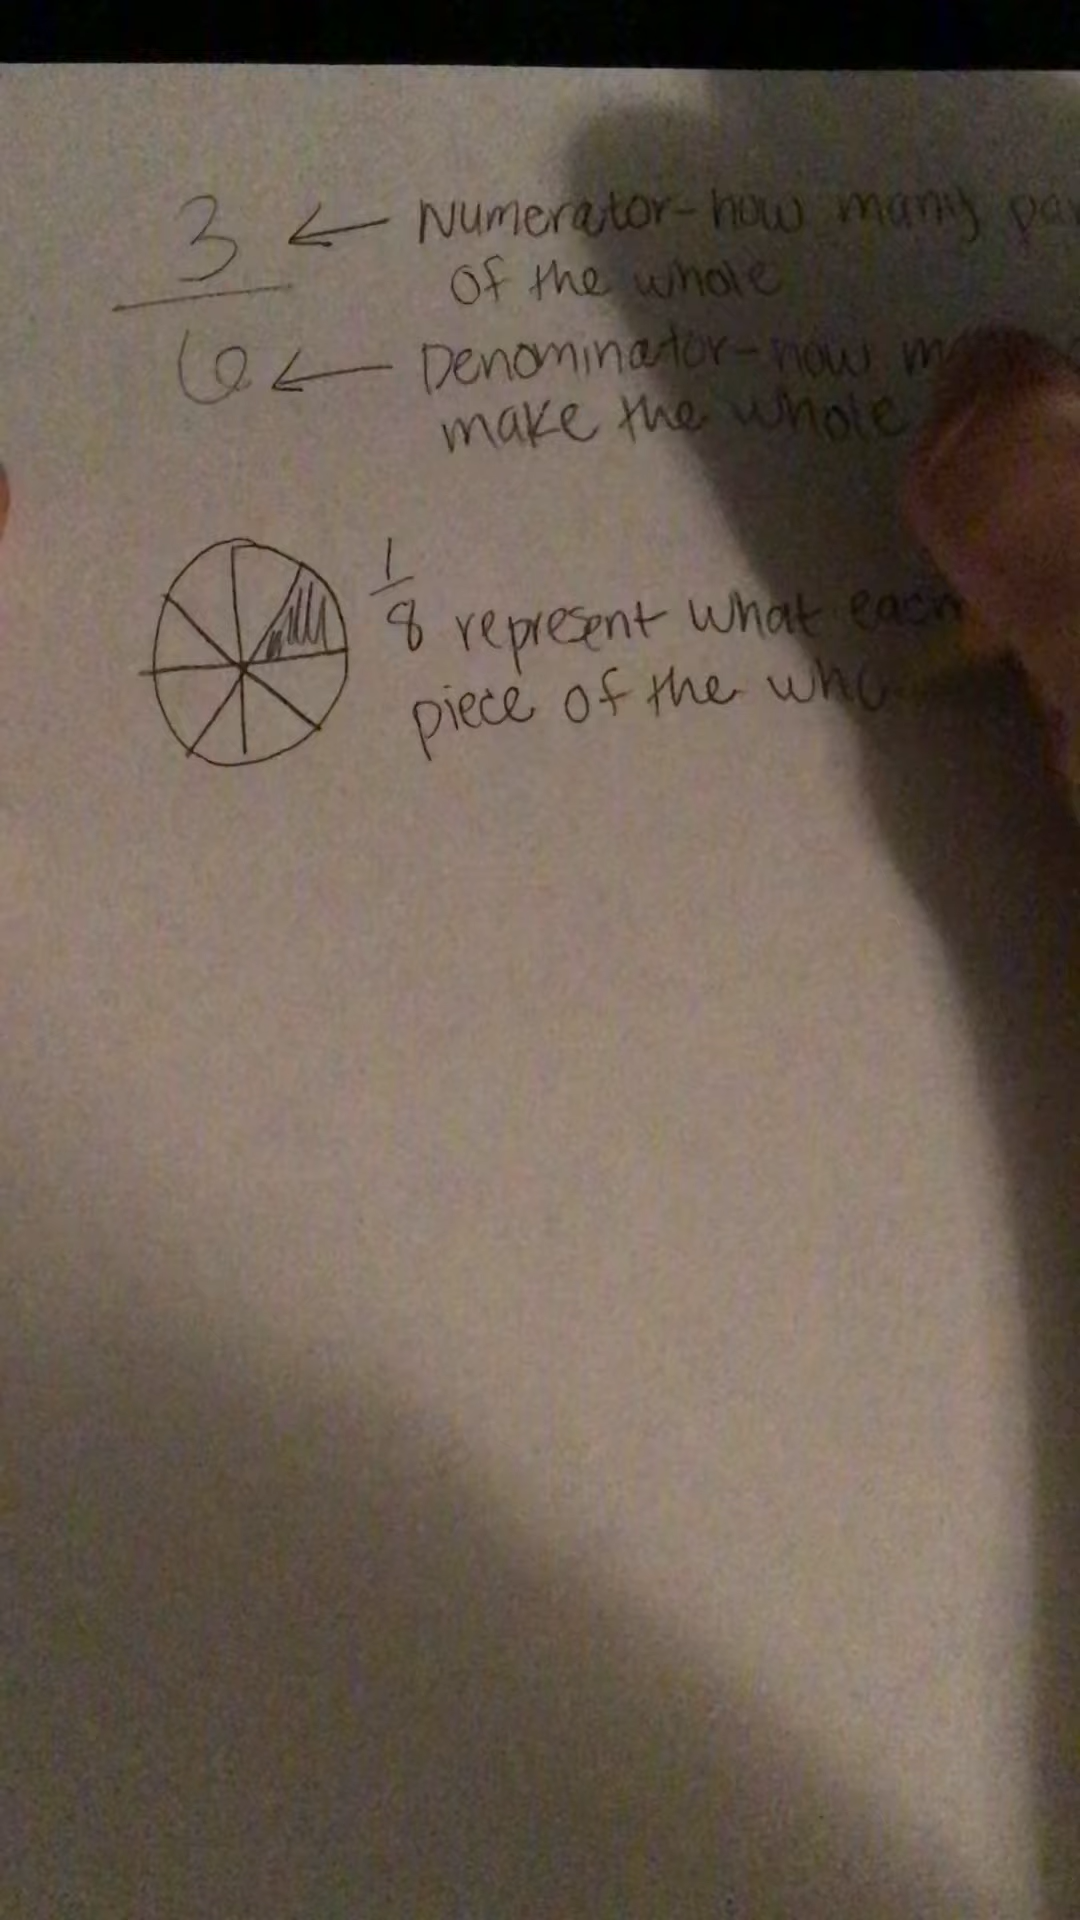 3 ← Numerator - how many
of the whole
6 ← Denominator - how
make the whole
1/8 represent what each
piece of the